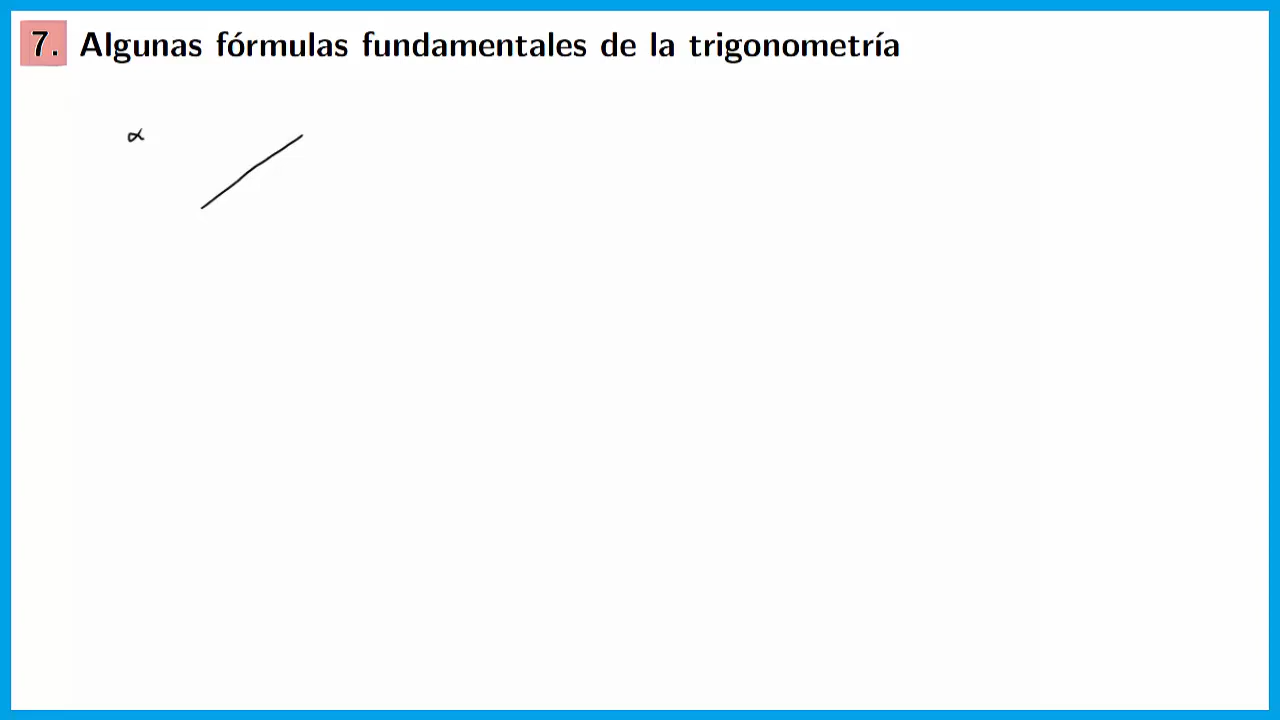 7. Algunas fórmulas fundamentales de la trigonometría
α